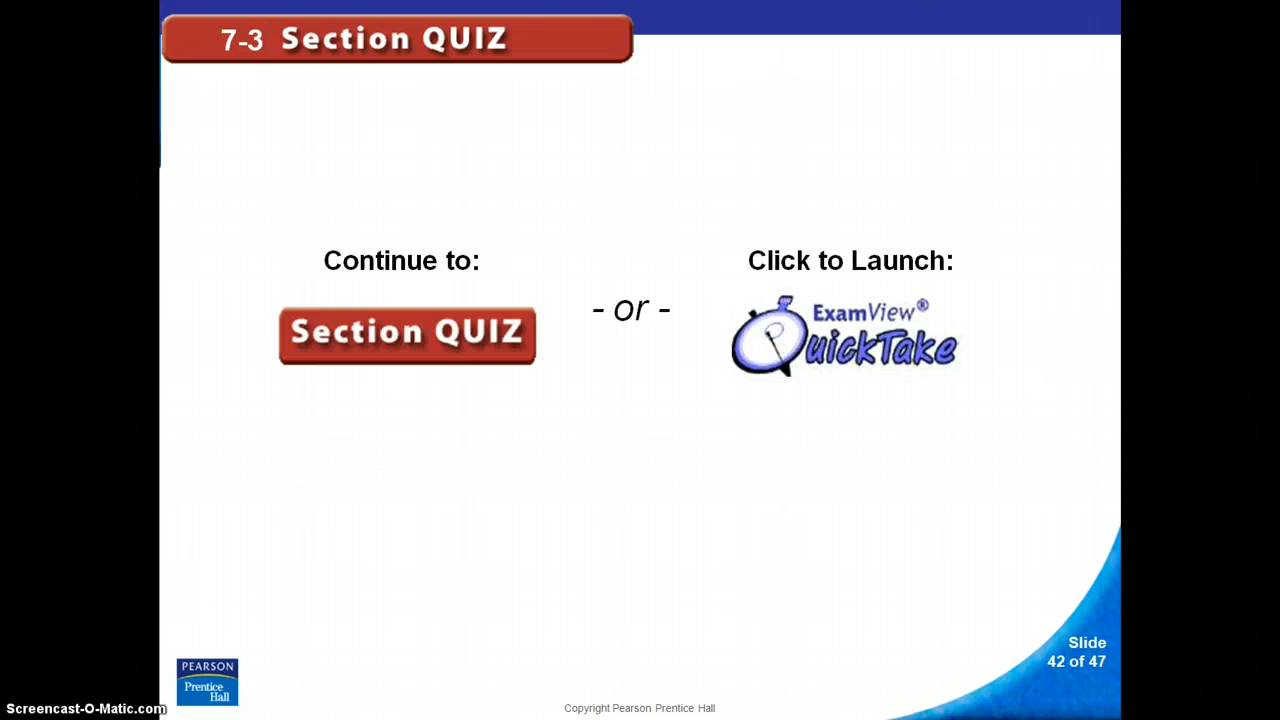 7-3 Section QUIZ
Continue to:
Section QUIZ
- or -
Click to Launch:
ExamView®
QuickTake
Slide
42 of 47
PEARSON
Prentice
Hall
Copyright Pearson Prentice Hall
Screencast-O-Matic.com